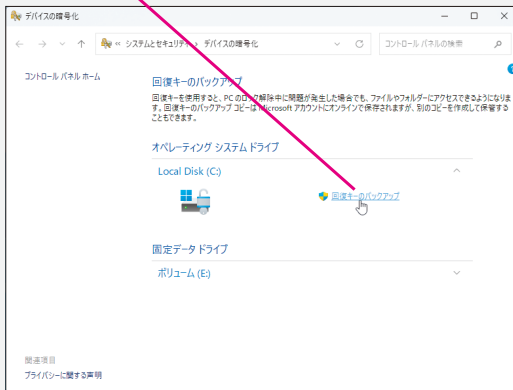 デバイスの暗号化
« システムとセキュリティ › デバイスの暗号化
コントロール パネルの検索
コントロール パネル ホーム
回復キーのバックアップ
回復キーを使用すると、PC のロック解除中に問題が発生した場合でも、ファイルやフォルダーにアクセスできるようになりま
す。回復キーのバックアップ コピーは Microsoft アカウントにオンラインで保存されますが、別のコピーを作成して保管する
こともできます。
オペレーティング システム ドライブ
Local Disk (C:)
回復キーのバックアップ
固定データ ドライブ
ボリューム (E:)
関連項目
プライバシーに関する声明